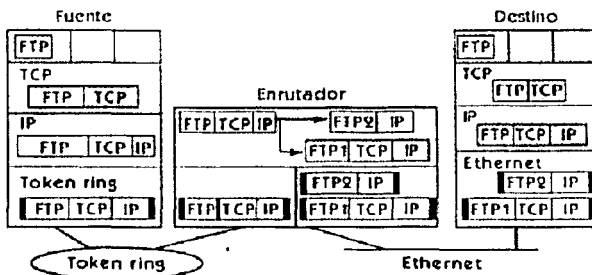 Fuente
FTP
TCP
FTP TCP
IP
FTP TCP IP
Token ring
FTP TCP IP
Enrutador
FTP TCP IP FTP2 IP
FTP1 TCP IP
FTP2 IP
FTP TCP IP FTP1 TCP IP
Destino
FTP
TCP
FTP TCP
IP
FTP TCP IP
Ethernet
FTP2 IP
FTP1 TCP IP
Token ring
Ethernet